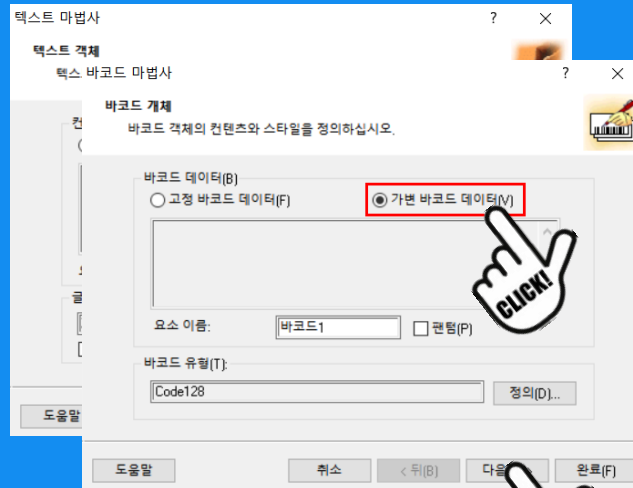 텍스트 마법사
텍스트 객체
텍스
바코드 마법사
바코드 개체
바코드 객체의 컨텐츠와 스타일을 정의하십시오.
컨
바코드 데이터(B)
고정 바코드 데이터(F)
가변 바코드 데이터(V)
CLICK!
요소 이름:
바코드1
팬텀(P)
글
바코드 유형(T):
Code128
정의(D)...
도움말
도움말
취소
< 뒤(B)
다음
완료(F)